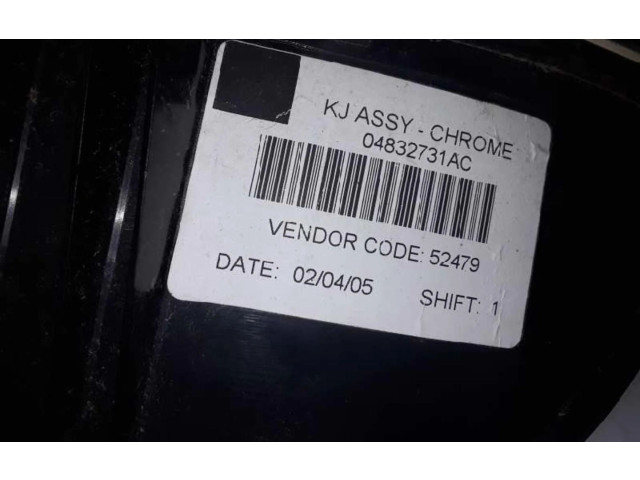 KJ ASSY - CHROME
04832731AC
VENDOR CODE: 52479
DATE: 02/04/05 SHIFT: 1